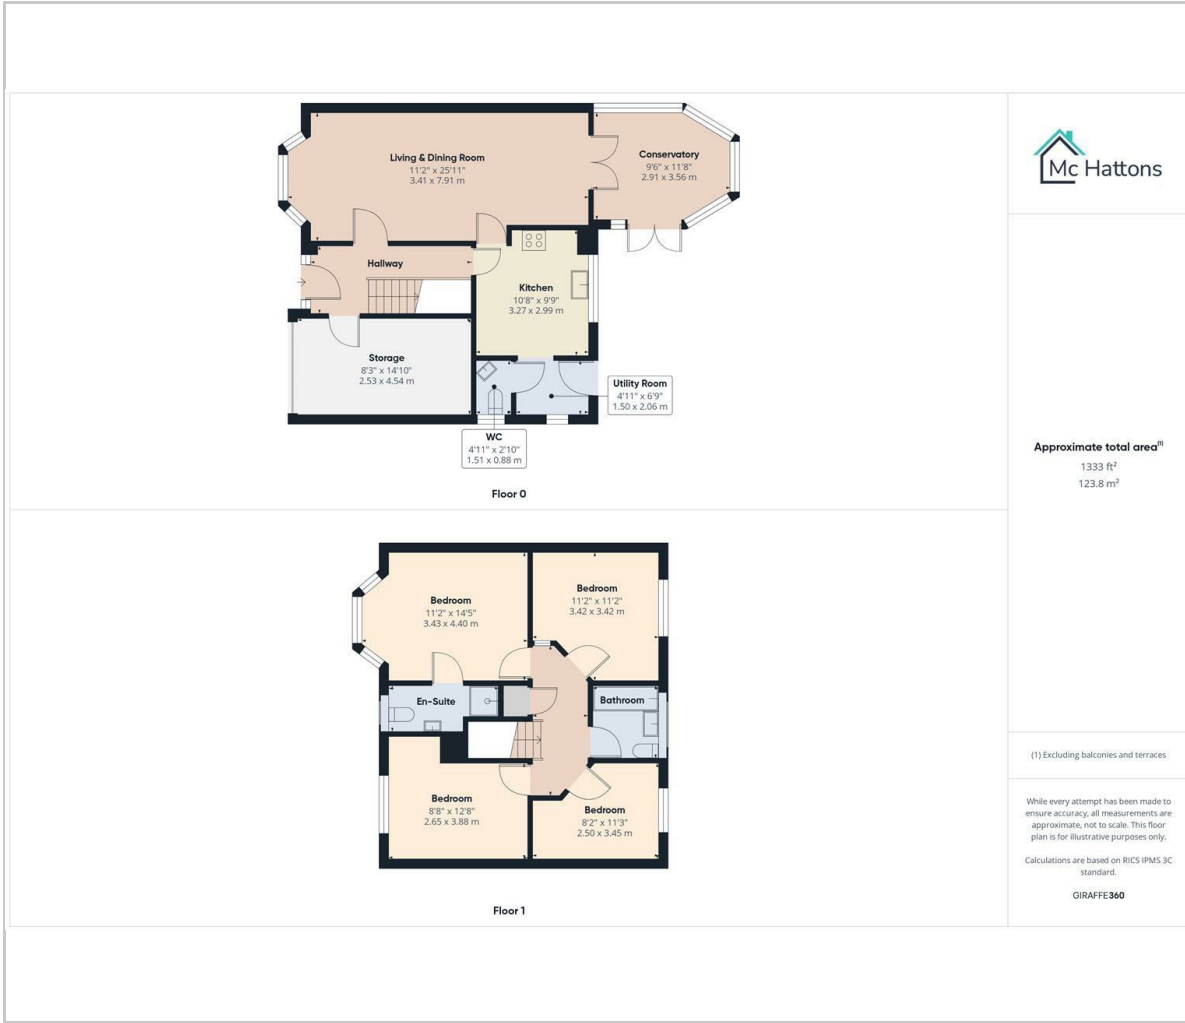 Living & Dining Room
11'2" x 25'11"
3.41 x 7.91 m
Conservatory
9'6" x 11'8"
2.91 x 3.56 m
Hallway
Kitchen
10'8" x 9'9"
3.27 x 2.99 m
Storage
8'3" x 14'10"
2.53 x 4.54 m
Utility Room
4'11" x 6'9"
1.50 x 2.06 m
WC
4'11" x 2'10"
1.51 x 0.88 m
Floor 0
Bedroom
11'2" x 14'5"
3.43 x 4.40 m
Bedroom
11'2" x 11'2"
3.42 x 3.42 m
En-Suite
Bathroom
Bedroom
8'8" x 12'8"
2.65 x 3.88 m
Bedroom
8'2" x 11'3"
2.50 x 3.45 m
Floor 1
Mc Hattons
Approximate total area⁽¹⁾
1333 ft²
123.8 m²
(1) Excluding balconies and terraces
While every attempt has been made to
ensure accuracy, all measurements are
approximate, not to scale. This floor
plan is for illustrative purposes only.
Calculations are based on RICS IPMS 3C
standard.
GIRAFFE360